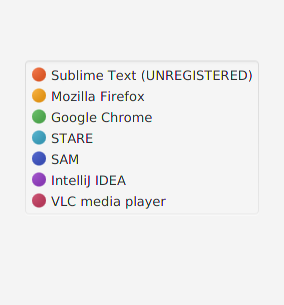 Sublime Text (UNREGISTERED)
Mozilla Firefox
Google Chrome
STARE
SAM
IntelliJ IDEA
VLC media player